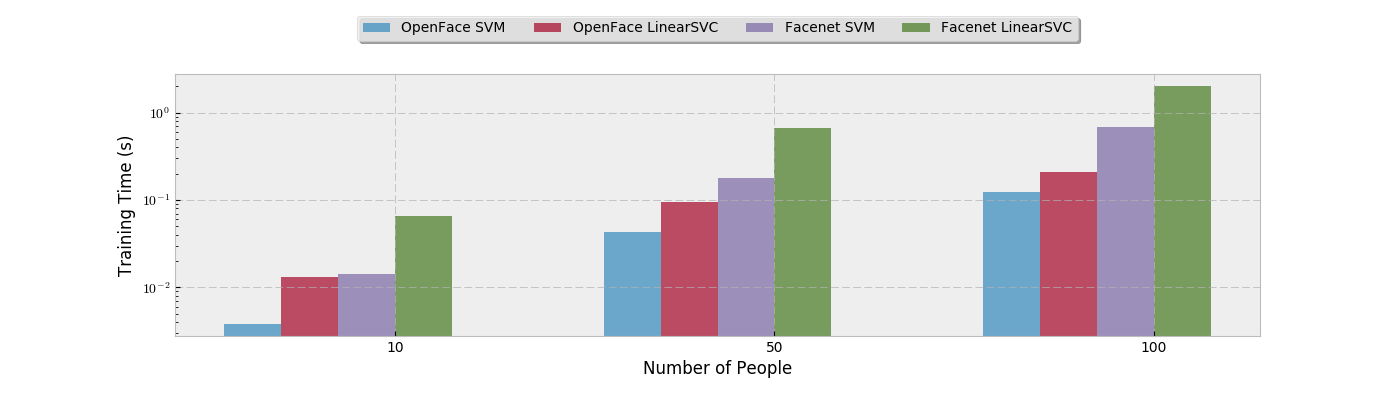 OpenFace SVM OpenFace LinearSVC Facenet SVM Facenet LinearSVC
Training Time (s)
10⁰
10⁻¹
10⁻²
10 50 100
Number of People